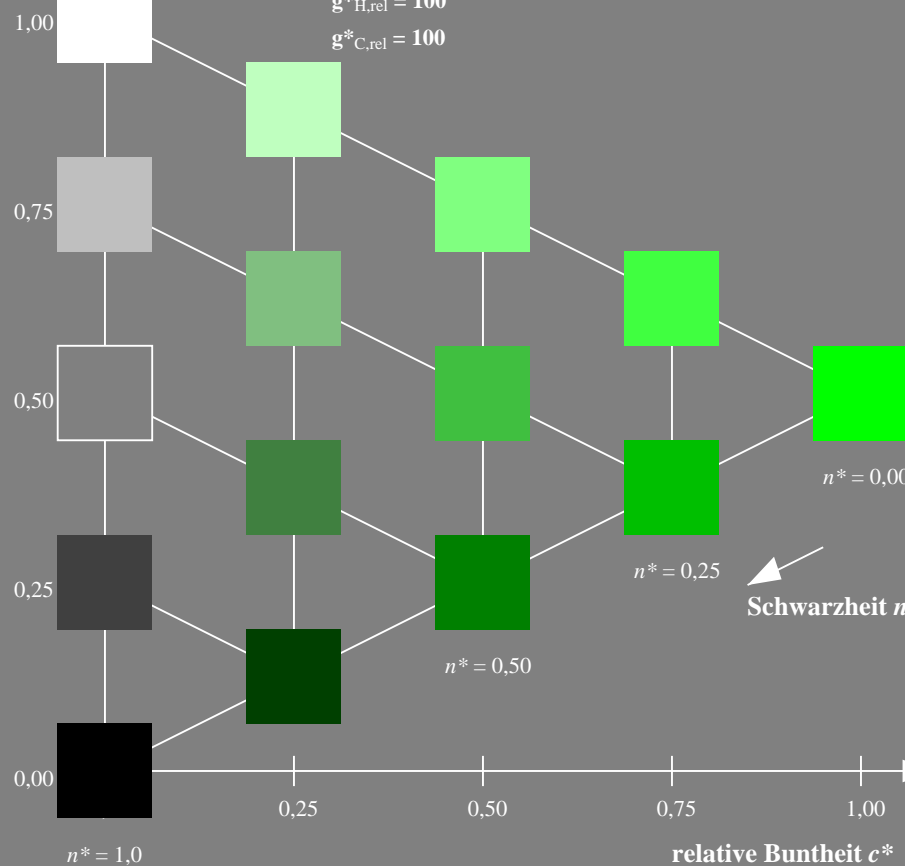 g*H,rel = 100
1,00
g*C,rel = 100
0,75
0,50
n* = 0,00
n* = 0,25
0,25
Schwarzheit n
n* = 0,50
0,00
0,25
0,50
0,75
1,00
n* = 1,0
relative Buntheit c*